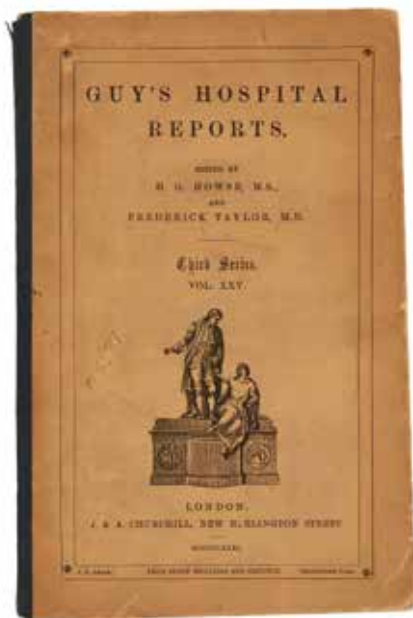 GUY'S HOSPITAL
REPORTS.
EDITED BY
H. G. HOWSE, M.S.,
AND
FREDERICK TAYLOR, M.D.
Third Series.
VOL. XXV.
LONDON.
J. & A. CHURCHILL, NEW BURLINGTON STREET